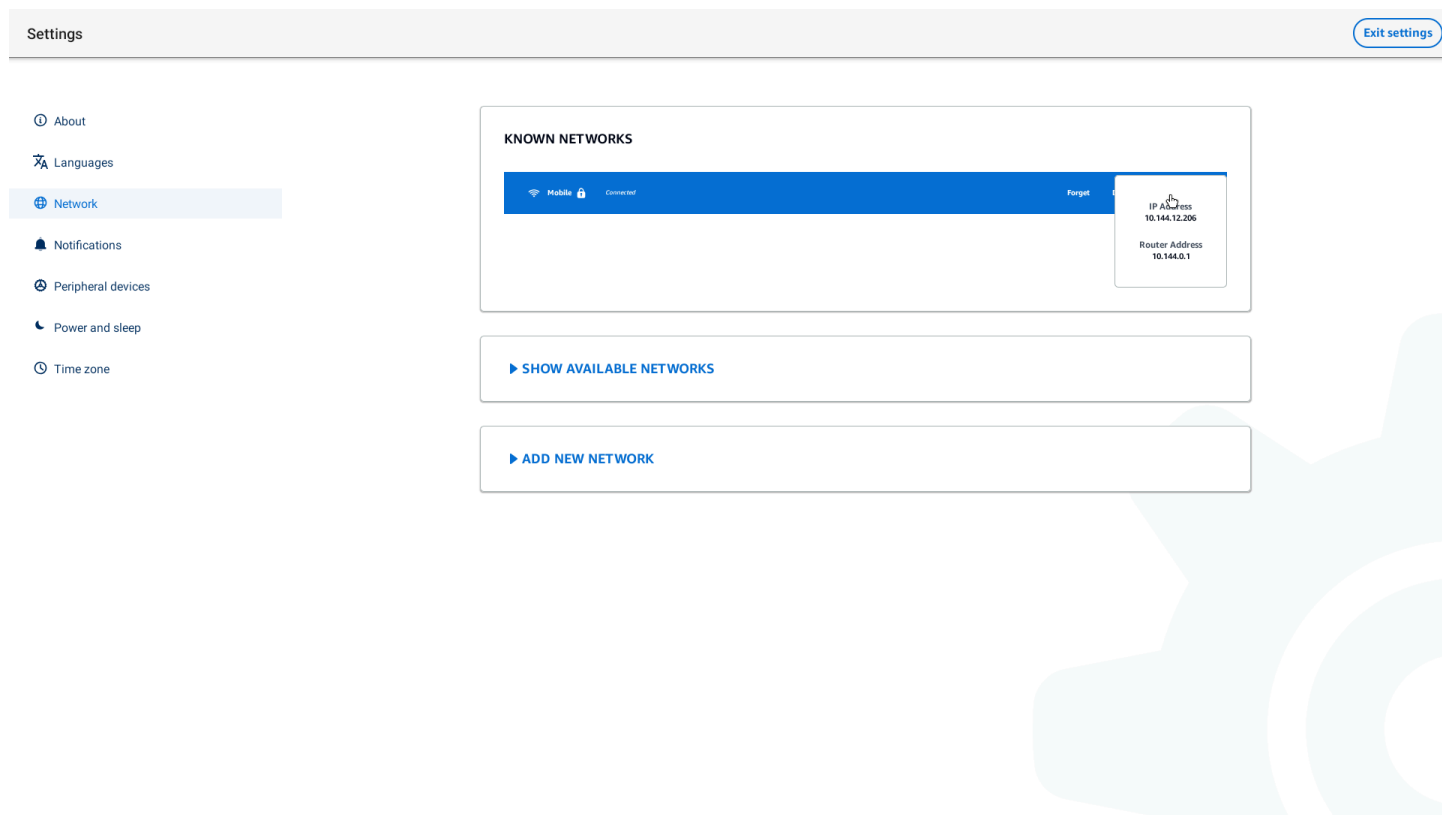 Settings
Exit settings
About
Languages
Network
Notifications
Peripheral devices
Power and sleep
Time zone
KNOWN NETWORKS
Mobile Connected Forget
IP Address
10.144.12.206
Router Address
10.144.0.1
SHOW AVAILABLE NETWORKS
ADD NEW NETWORK